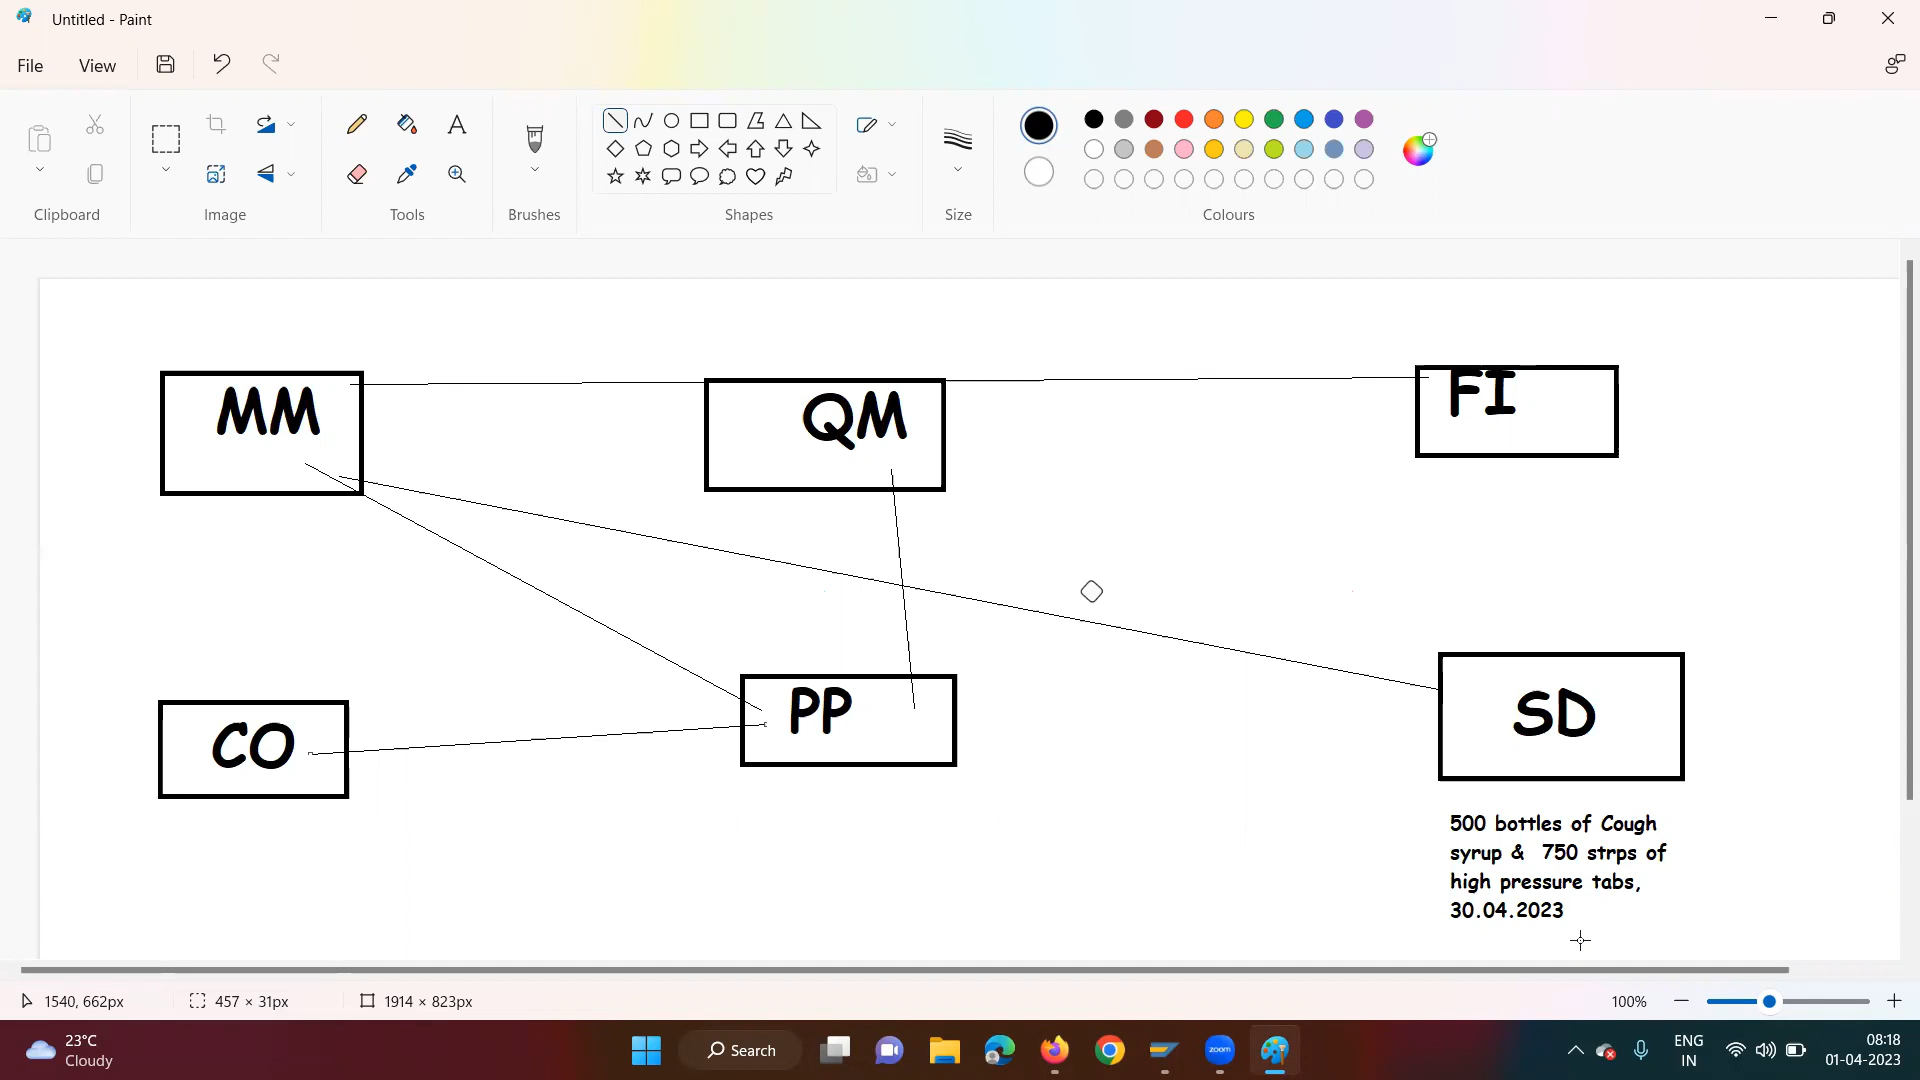 Untitled - Paint
File View
Clipboard Image Tools Brushes Shapes Size Colours
MM QM FI
CO PP SD
500 bottles of Cough
syrup & 750 strps of
high pressure tabs,
30.04.2023
1540, 662px 457 × 31px 1914 × 823px 100%
23°C
Cloudy
Search
zoom
ENG
IN
08:18
01-04-2023